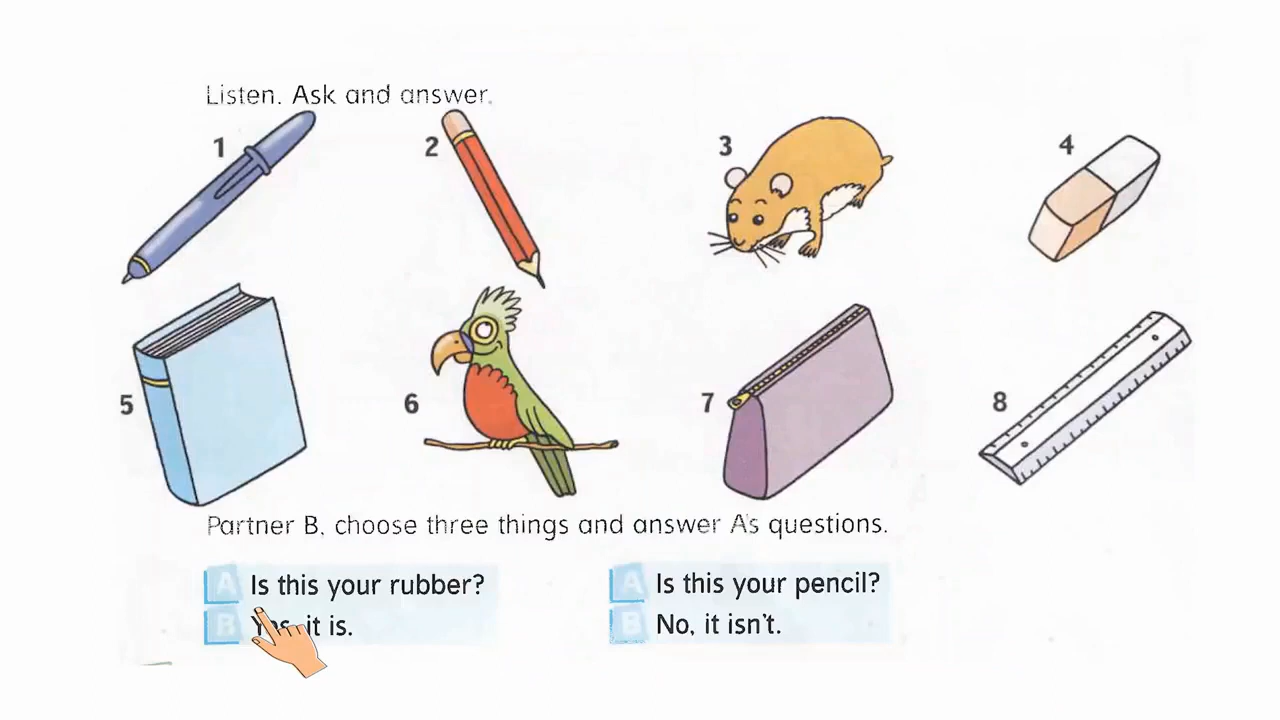 Listen. Ask and answer.
1
2
3
4
5
6
7
8
Partner B, choose three things and answer A's questions.
A Is this your rubber?
B Yes, it is.
A Is this your pencil?
B No, it isn't.